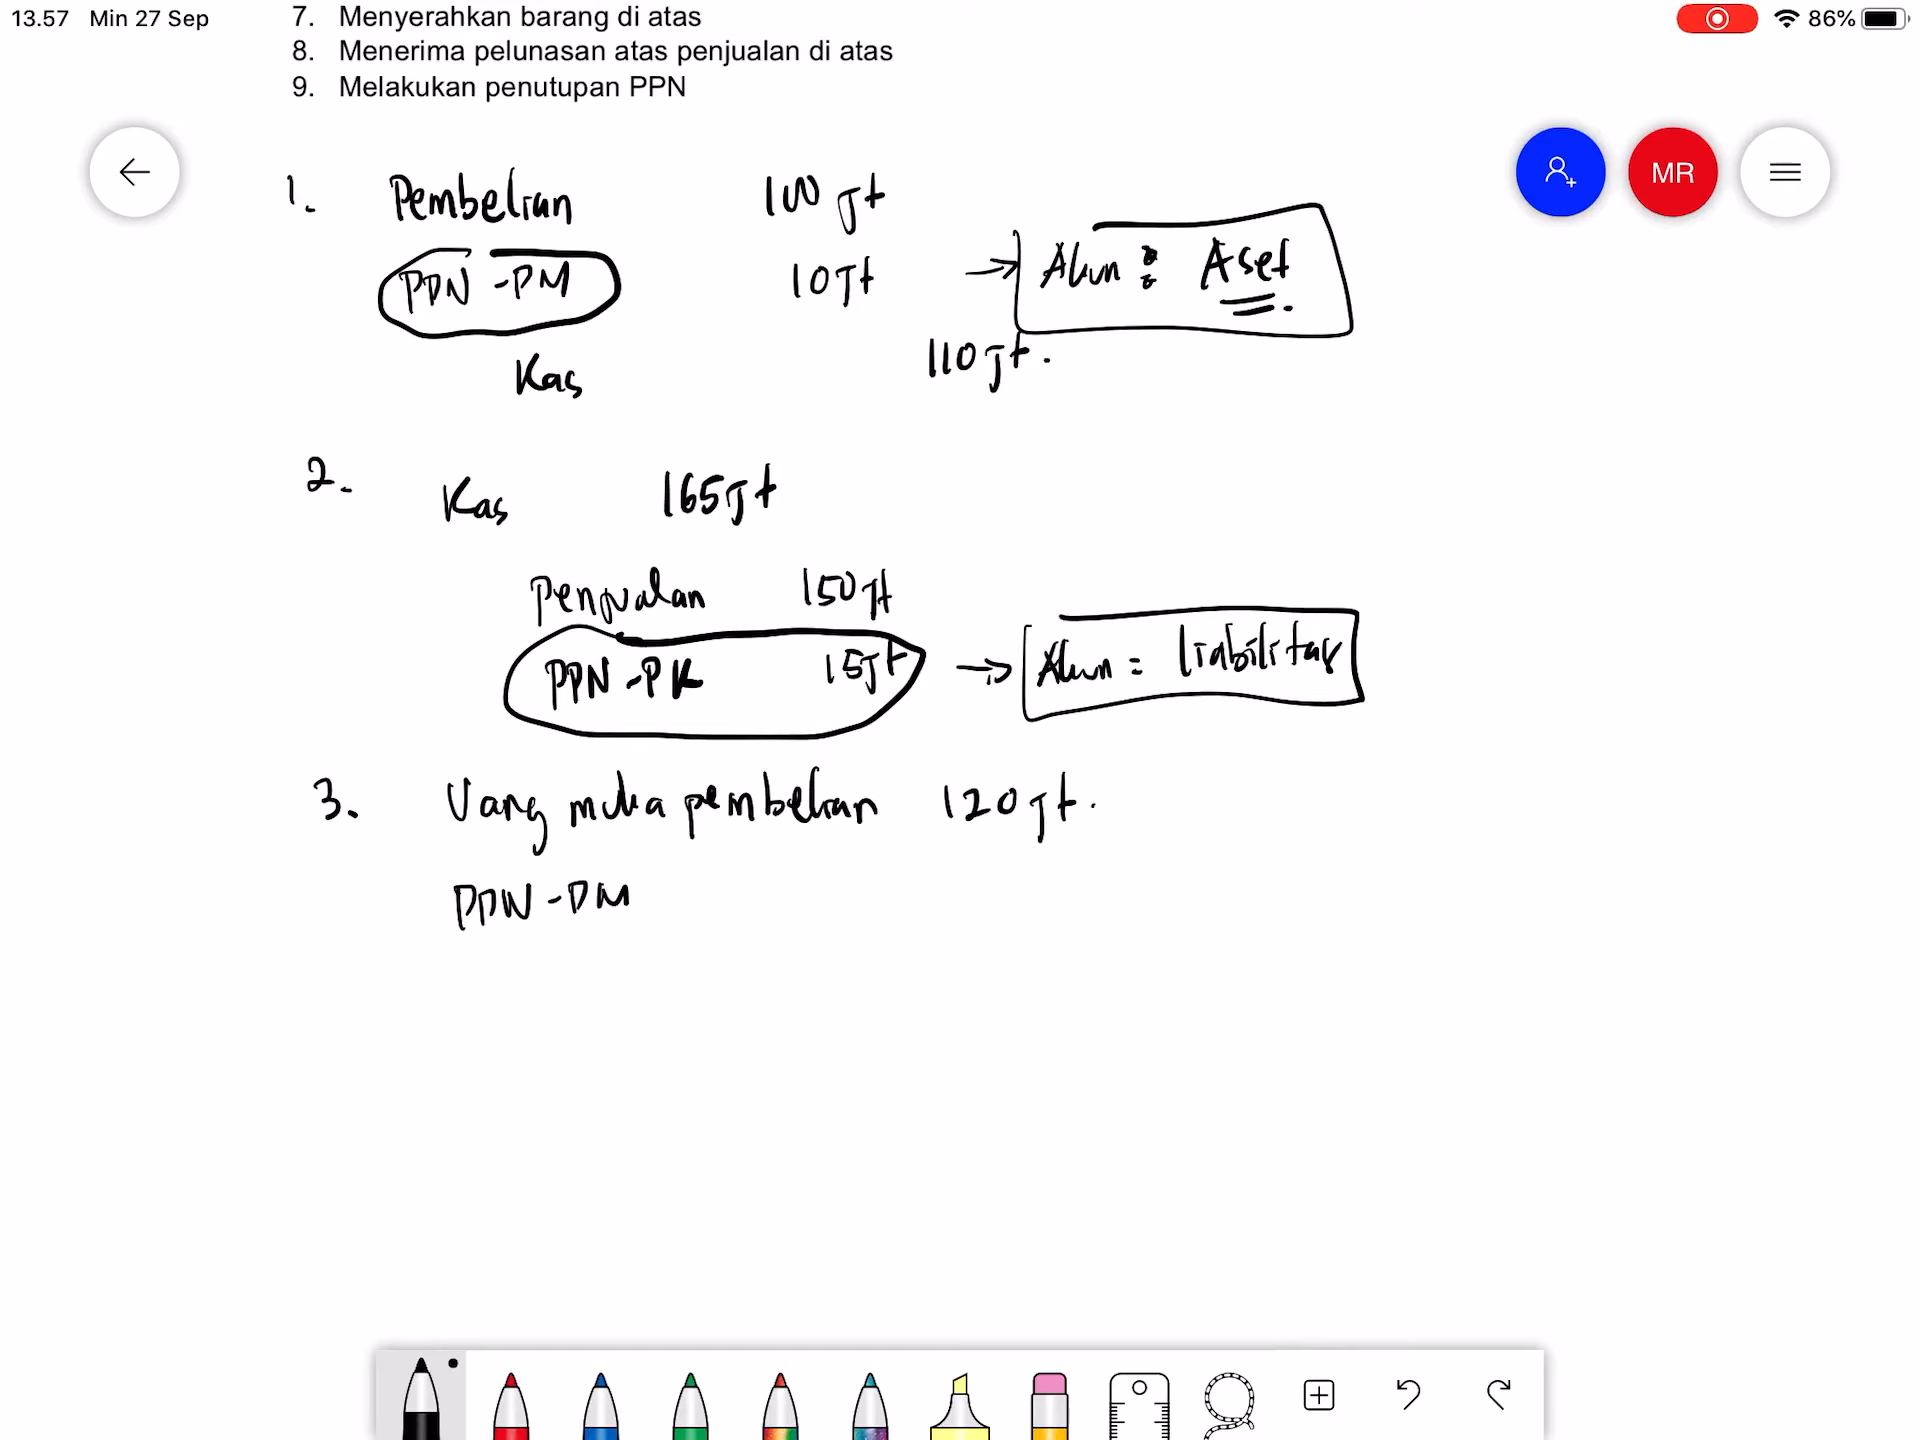 13.57 Min 27 Sep
86%
7. Menyerahkan barang di atas
8. Menerima pelunasan atas penjualan di atas
9. Melakukan penutupan PPN
MR
1. Pembelian 100 jt
PPN - PM 10 jt → Akun : Aset
Kas 110 jt.
2. Kas 165 jt
Penjualan 150 jt
PPN - PK 15 jt → Akun = Liabilitas
3. Uang muka pembelian 120 jt.
PPN - PM